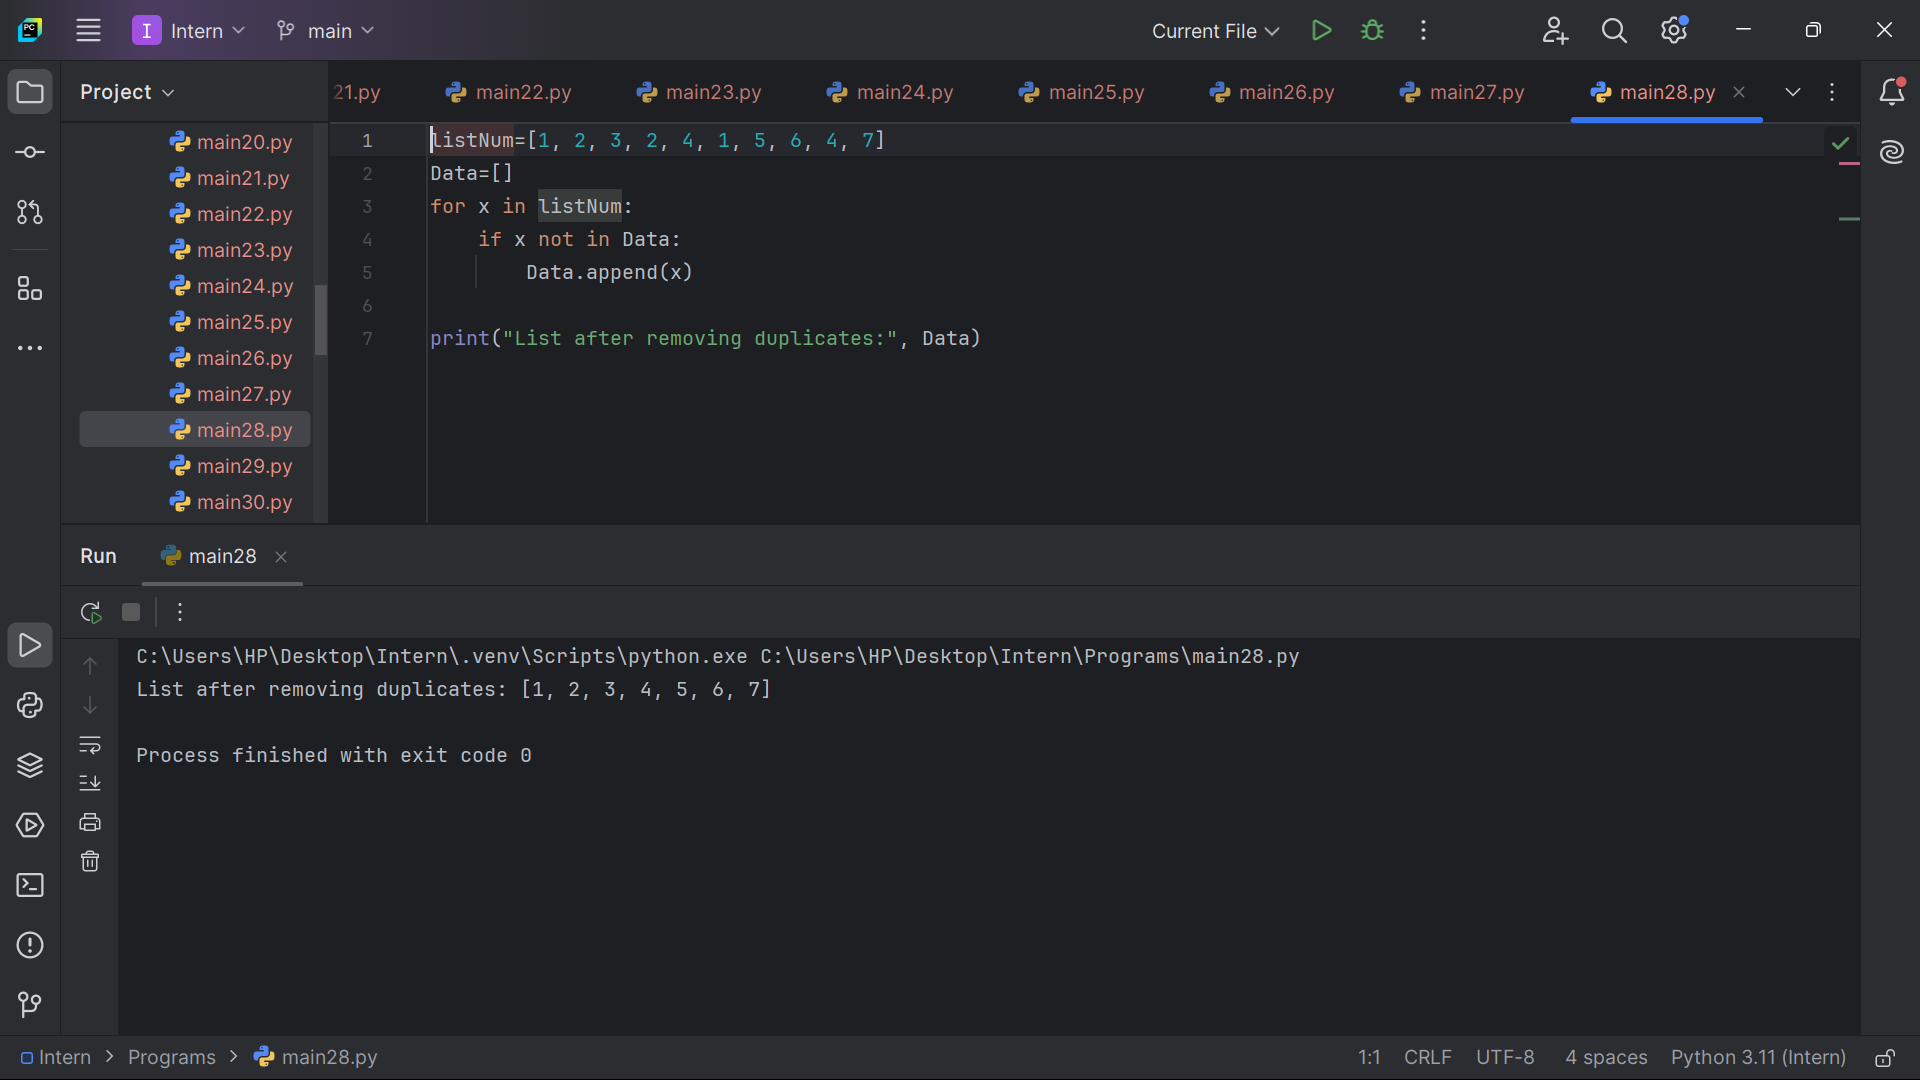 PC
I Intern main Current File
Project
21.py main22.py main23.py main24.py main25.py main26.py main27.py main28.py
main20.py
main21.py
main22.py
main23.py
main24.py
main25.py
main26.py
main27.py
main28.py
main29.py
main30.py
1 listNum=[1, 2, 3, 2, 4, 1, 5, 6, 4, 7]
2 Data=[]
3 for x in listNum:
4 if x not in Data:
5 Data.append(x)
6
7 print("List after removing duplicates:", Data)
Run main28
C:\Users\HP\Desktop\Intern\.venv\Scripts\python.exe C:\Users\HP\Desktop\Intern\Programs\main28.py
List after removing duplicates: [1, 2, 3, 4, 5, 6, 7]
Process finished with exit code 0
Intern > Programs > main28.py 1:1 CRLF UTF-8 4 spaces Python 3.11 (Intern)